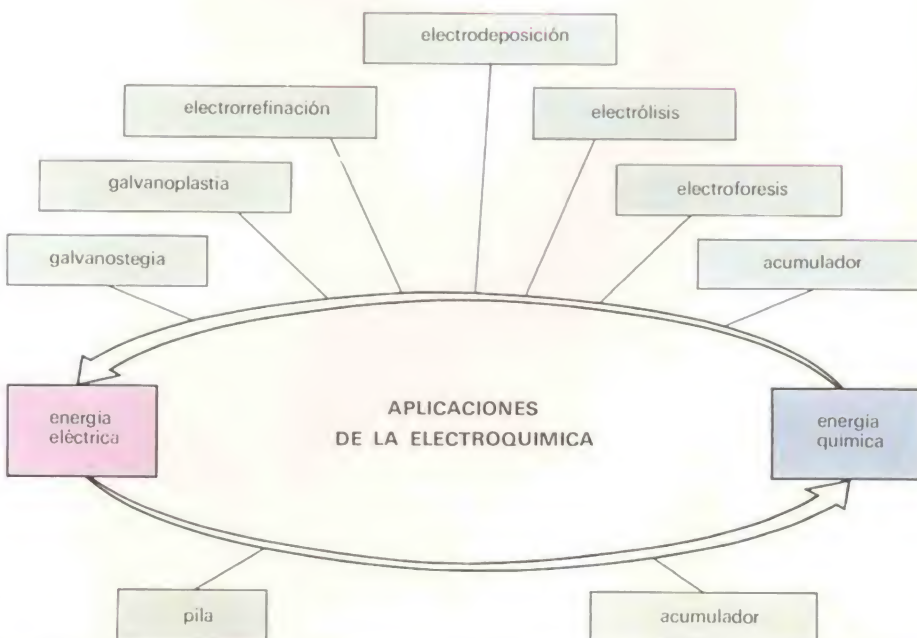 electrodeposición
electrorrefinación
electrólisis
galvanoplastia
electroforesis
galvanostegia
acumulador
energía
eléctrica
APLICACIONES
DE LA ELECTROQUIMICA
energía
química
pila
acumulador